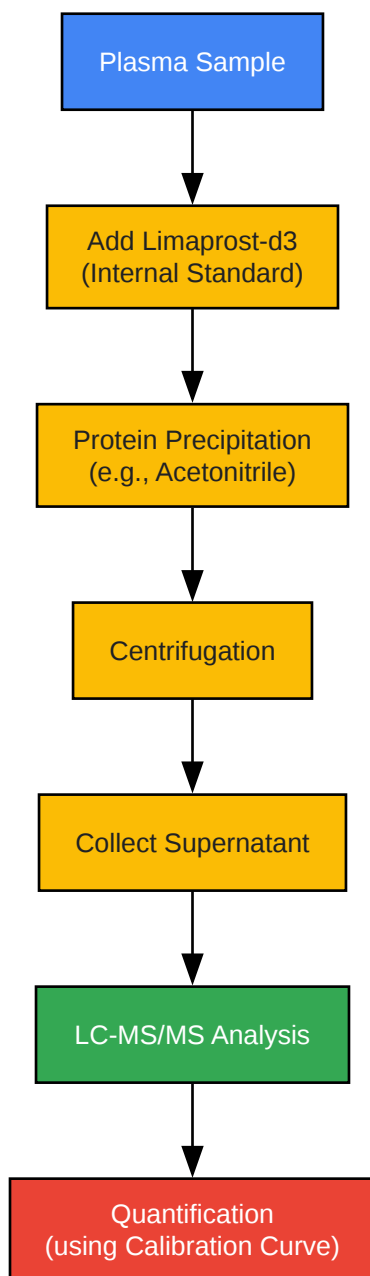 Plasma Sample
Add Limaprost-d3
(Internal Standard)
Protein Precipitation
(e.g., Acetonitrile)
Centrifugation
Collect Supernatant
LC-MS/MS Analysis
Quantification
(using Calibration Curve)